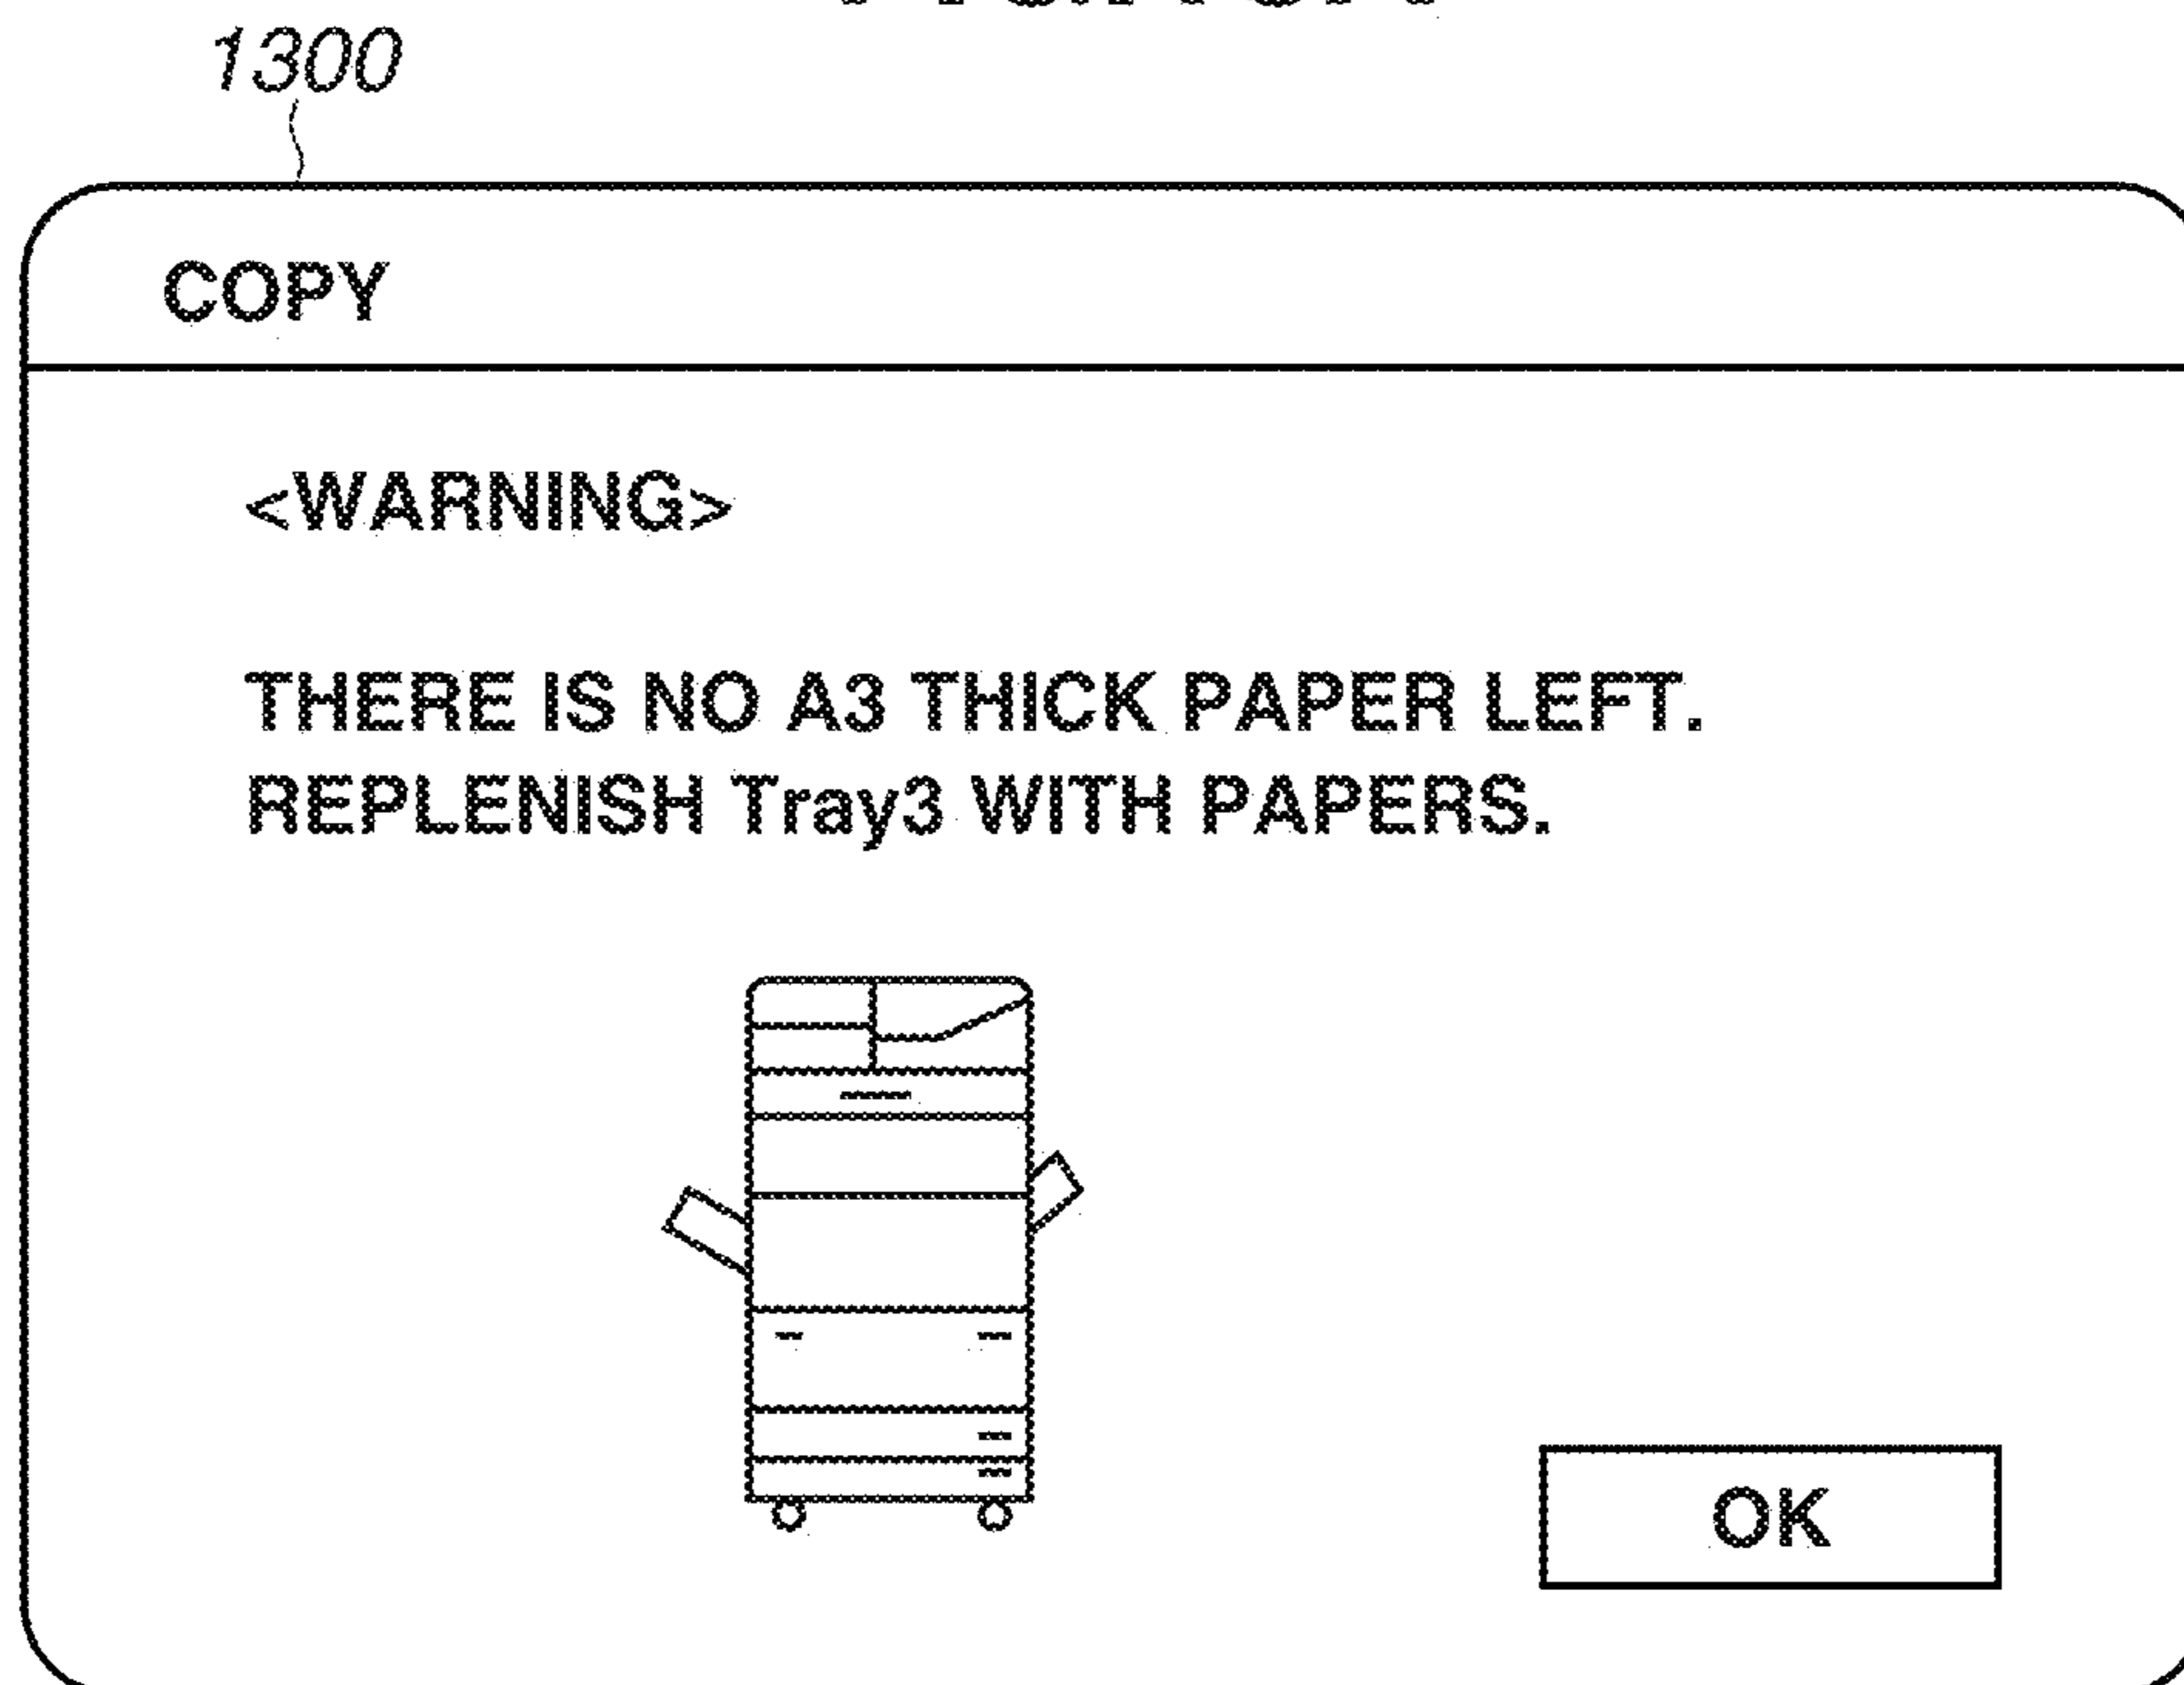 1300
COPY
<WARNING>
THERE IS NO A3 THICK PAPER LEFT.
REPLENISH Tray3 WITH PAPERS.
OK